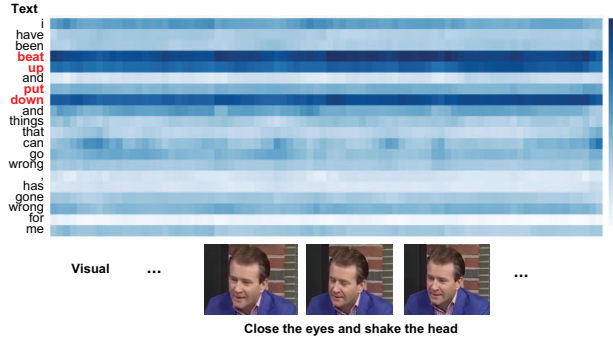 Text
i
have
been
beat
up
and
put
down
and
things
that
can
go
wrong
,
has
gone
wrong
for
me
Visual ... ...
Close the eyes and shake the head